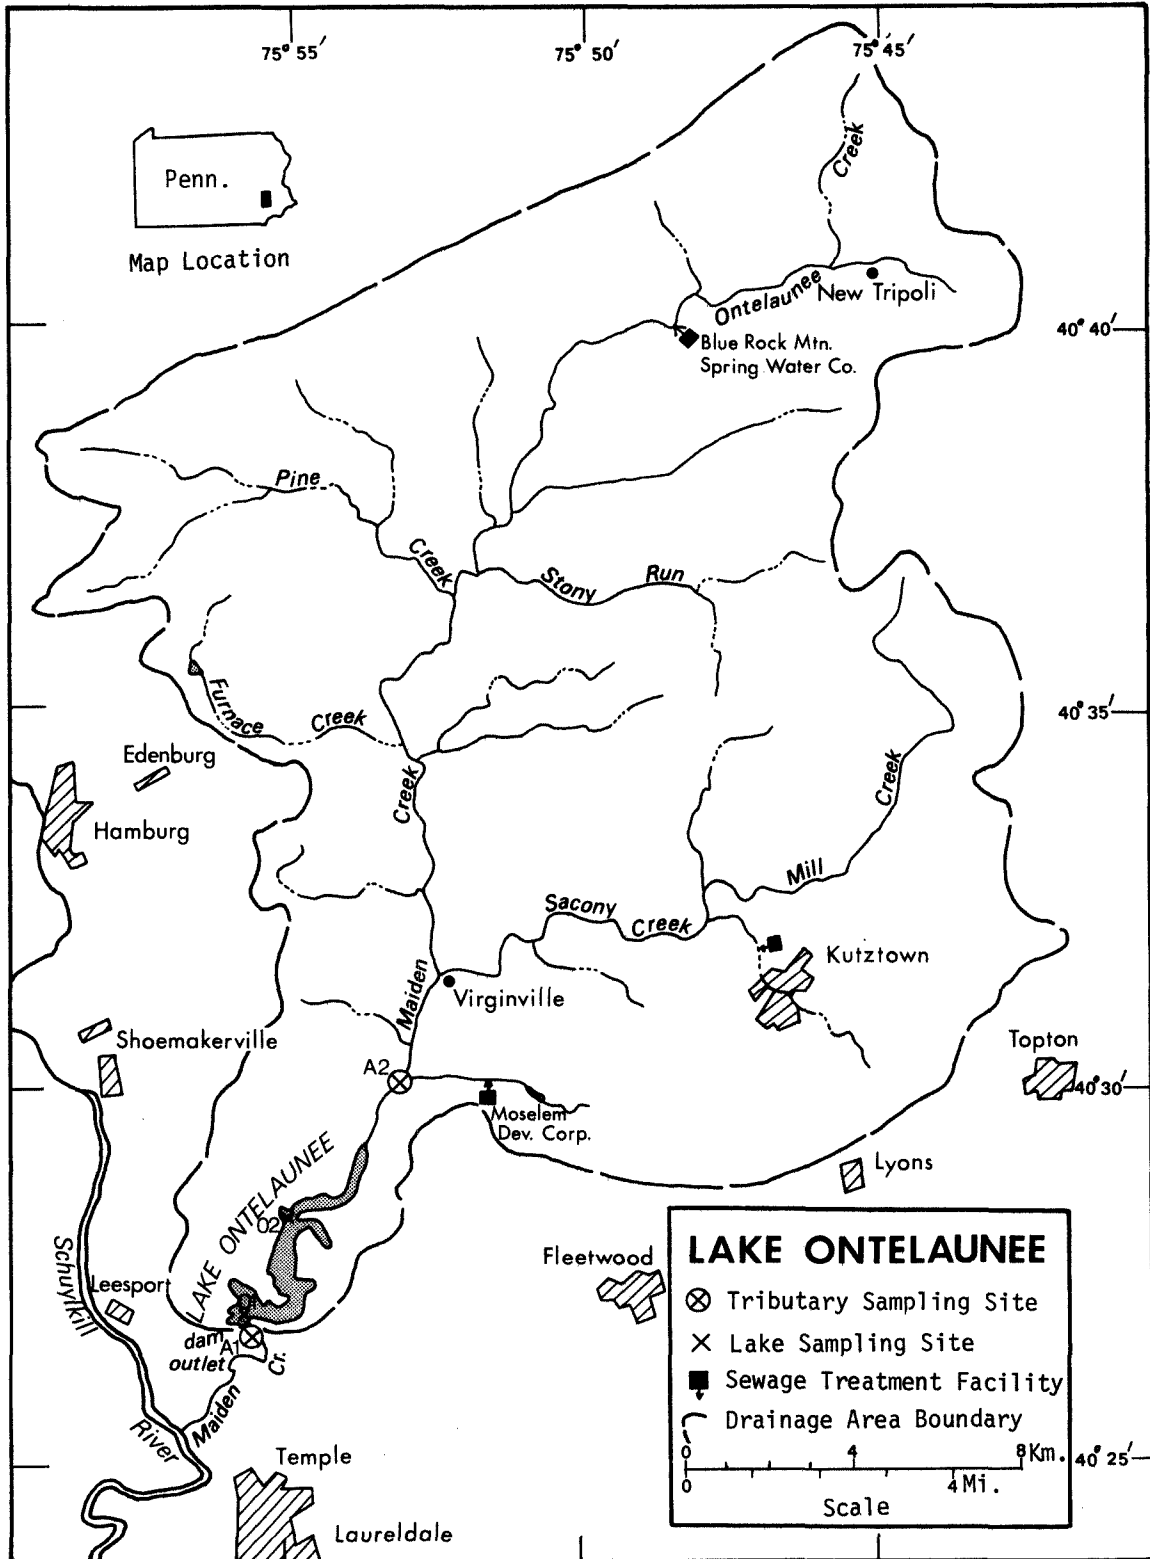 75° 55′
75° 50′
75° 45′
Penn.
Map Location
Creek
Ontelaunee
New Tripoli
40° 40′
Blue Rock Mtn.
Spring Water Co.
Pine
Creek
Stony
Run
Furnace
Creek
40° 35′
Edenburg
Creek
Creek
Hamburg
Mill
Sacony
Creek
Kutztown
Maiden
Virginville
Shoemakerville
Topton
A2
40° 30′
Moselem
Dev. Corp.
LAKE ONTELAUNEE
Lyons
02
Schuylkill
Fleetwood
Leesport
dam
A1
outlet
Cr.
Maiden
River
Temple
Laureldale
LAKE ONTELAUNEE
Tributary Sampling Site
Lake Sampling Site
Sewage Treatment Facility
Drainage Area Boundary
0 4 8 Km.
0 4 Mi.
Scale
40° 25′